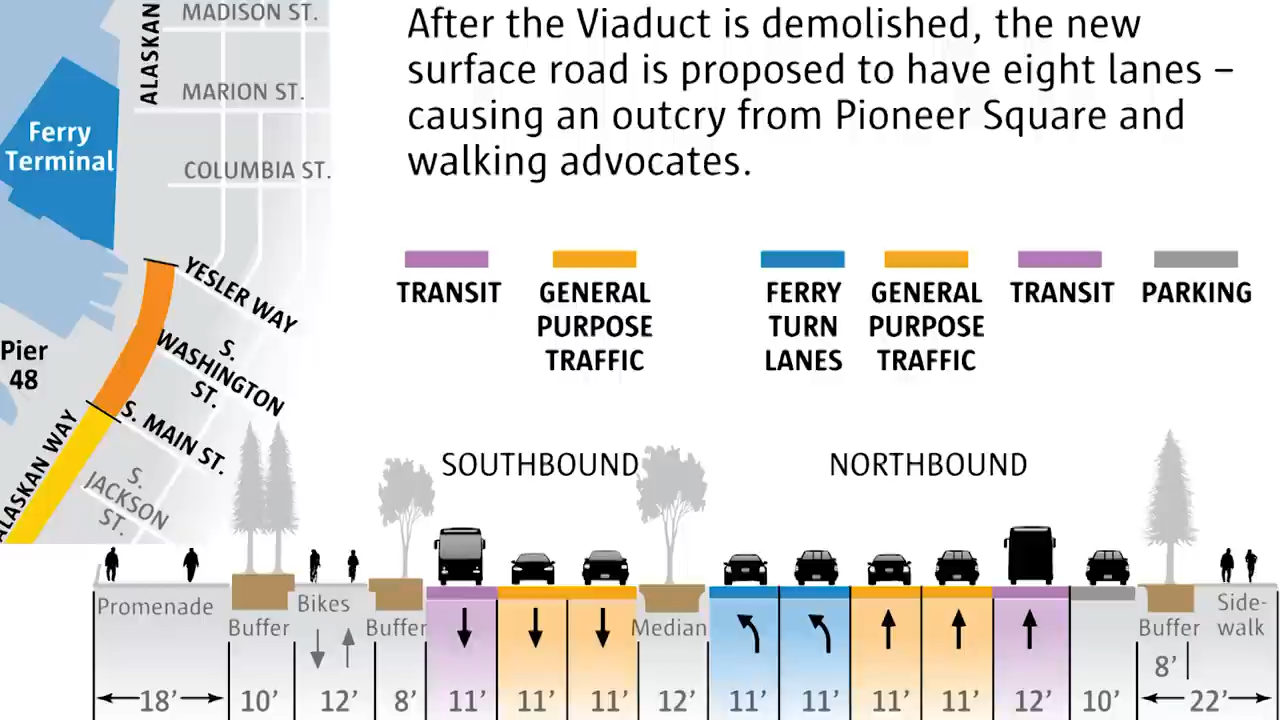 MADISON ST.
ALASKAN
MARION ST.
Ferry
Terminal
COLUMBIA ST.
YESLER WAY
S.
WASHINGTON
ST.
Pier
48
S. MAIN ST.
ALASKAN WAY
S.
JACKSON
ST.
After the Viaduct is demolished, the new
surface road is proposed to have eight lanes –
causing an outcry from Pioneer Square and
walking advocates.
TRANSIT
GENERAL
PURPOSE
TRAFFIC
FERRY
TURN
LANES
GENERAL
PURPOSE
TRAFFIC
TRANSIT
PARKING
SOUTHBOUND
NORTHBOUND
Promenade
Buffer
Bikes
Buffer
Median
Buffer
Side-
walk
8’
18’ 10’ 12’ 8’ 11’ 11’ 11’ 12’ 11’ 11’ 11’ 11’ 12’ 10’ 22’